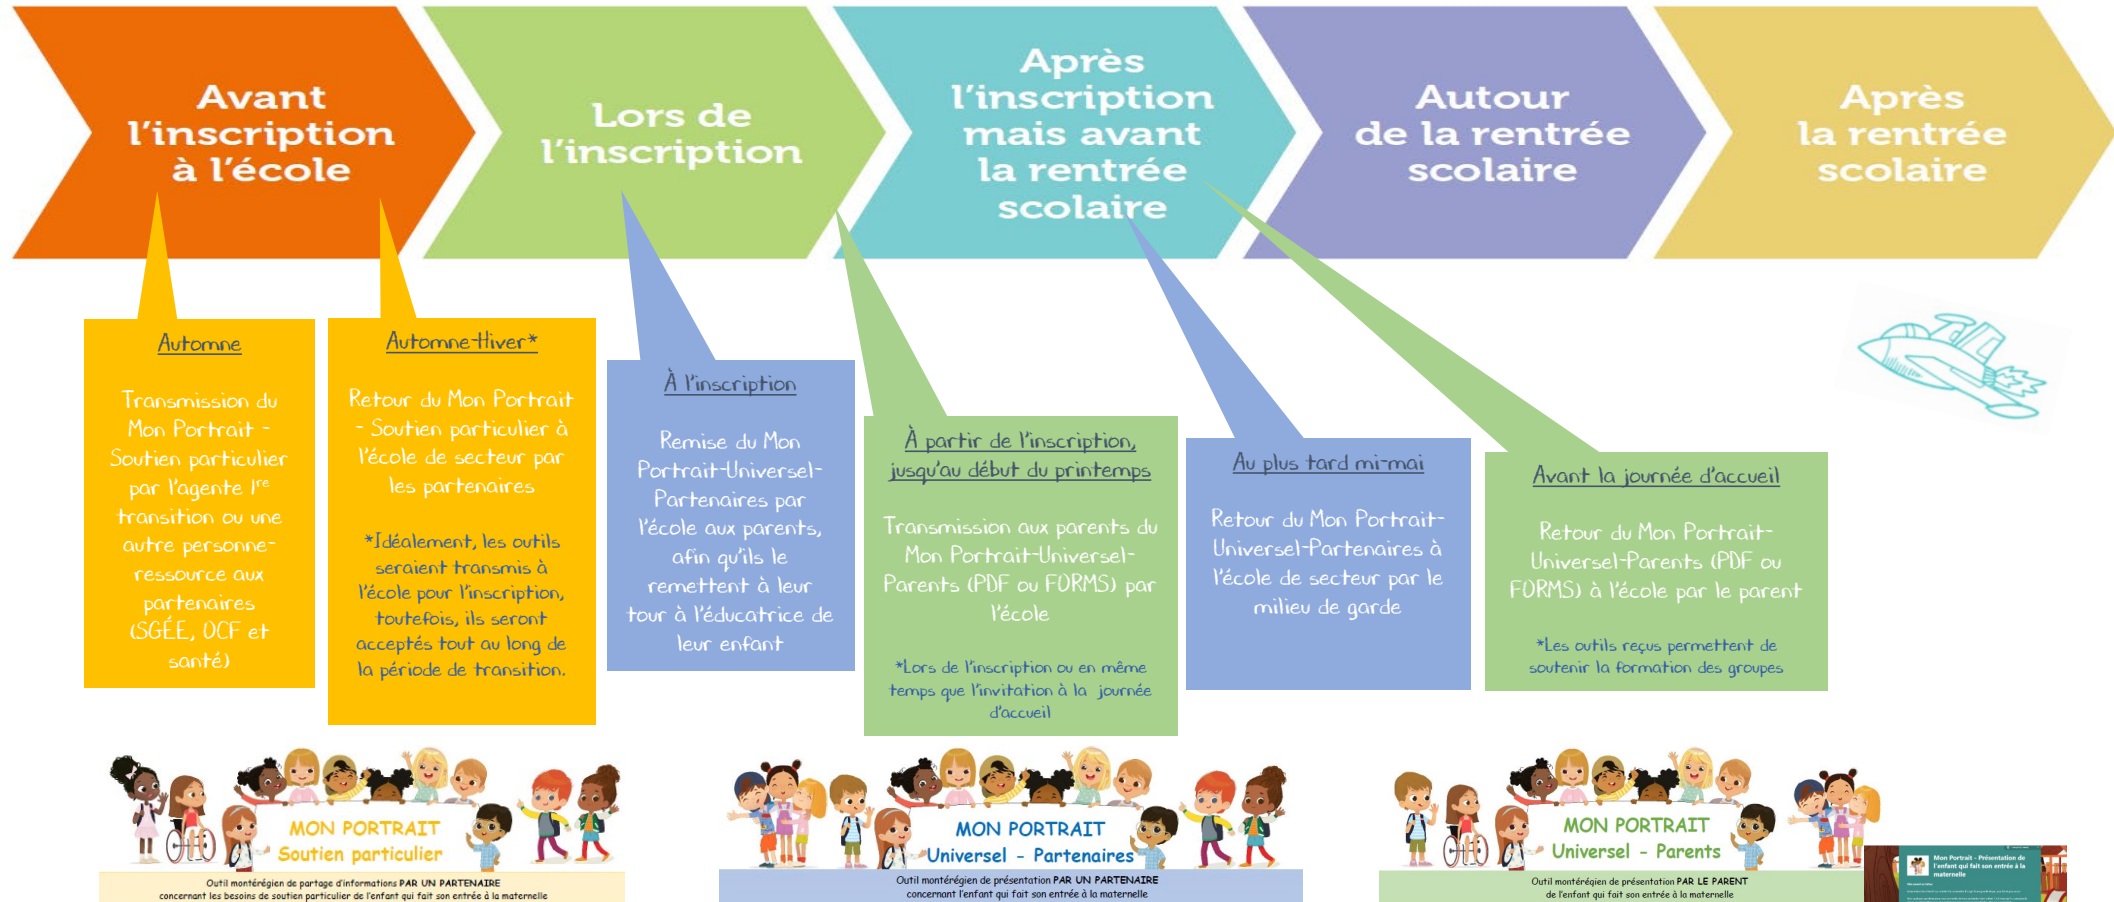 Avant
l'inscription
à l'école
Lors de
l'inscription
Après
l'inscription
mais avant
la rentrée
scolaire
Autour
de la rentrée
scolaire
Après
la rentrée
scolaire
Automne
Transmission du
Mon Portrait -
Soutien particulier
par l'agente 1re
transition ou une
autre personne-
ressource aux
partenaires
(SGÉE, OCF et
santé)
Automne-Hiver*
Retour du Mon Portrait
- Soutien particulier à
l'école de secteur par
les partenaires
*Idéalement, les outils
seraient transmis à
l'école pour l'inscription,
toutefois, ils seront
acceptés tout au long de
la période de transition.
À l'inscription
Remise du Mon
Portrait-Universel-
Partenaires par
l'école aux parents,
afin qu'ils le
remettent à leur
tour à l'éducatrice de
leur enfant
À partir de l'inscription,
jusqu'au début du printemps
Transmission aux parents du
Mon Portrait-Universel-
Parents (PDF ou FORMS) par
l'école
*Lors de l'inscription ou en même
temps que l'invitation à la journée
d'accueil
Au plus tard mi-mai
Retour du Mon Portrait-
Universel-Partenaires à
l'école de secteur par le
milieu de garde
Avant la journée d'accueil
Retour du Mon Portrait-
Universel-Parents (PDF ou
FORMS) à l'école par le parent
*Les outils reçus permettent de
soutenir la formation des groupes
MON PORTRAIT
Soutien particulier
Outil montérégien de partage d'informations PAR UN PARTENAIRE
concernant les besoins de soutien particulier de l'enfant qui fait son entrée à la maternelle
MON PORTRAIT
Universel - Partenaires
Outil montérégien de présentation PAR UN PARTENAIRE
concernant l'enfant qui fait son entrée à la maternelle
MON PORTRAIT
Universel - Parents
Outil montérégien de présentation PAR LE PARENT
de l'enfant qui fait son entrée à la maternelle
Mon Portrait - Présentation de
l'enfant qui fait son entrée à la
maternelle